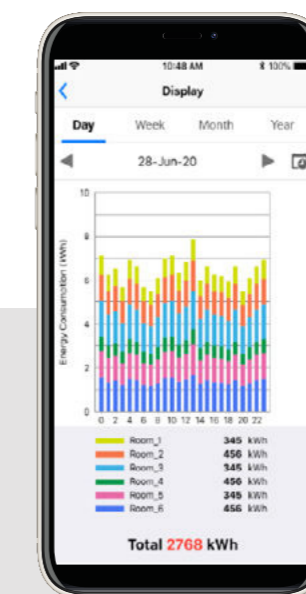 10:48 AM
100%
Display
Day Week Month Year
28-Jun-20
Energy Consumption (kWh)
10
8
6
4
2
0
0 2 4 6 8 10 12 14 16 18 20 22
Room_1 345 kWh
Room_2 456 kWh
Room_3 345 kWh
Room_4 456 kWh
Room_5 345 kWh
Room_6 456 kWh
Total 2768 kWh